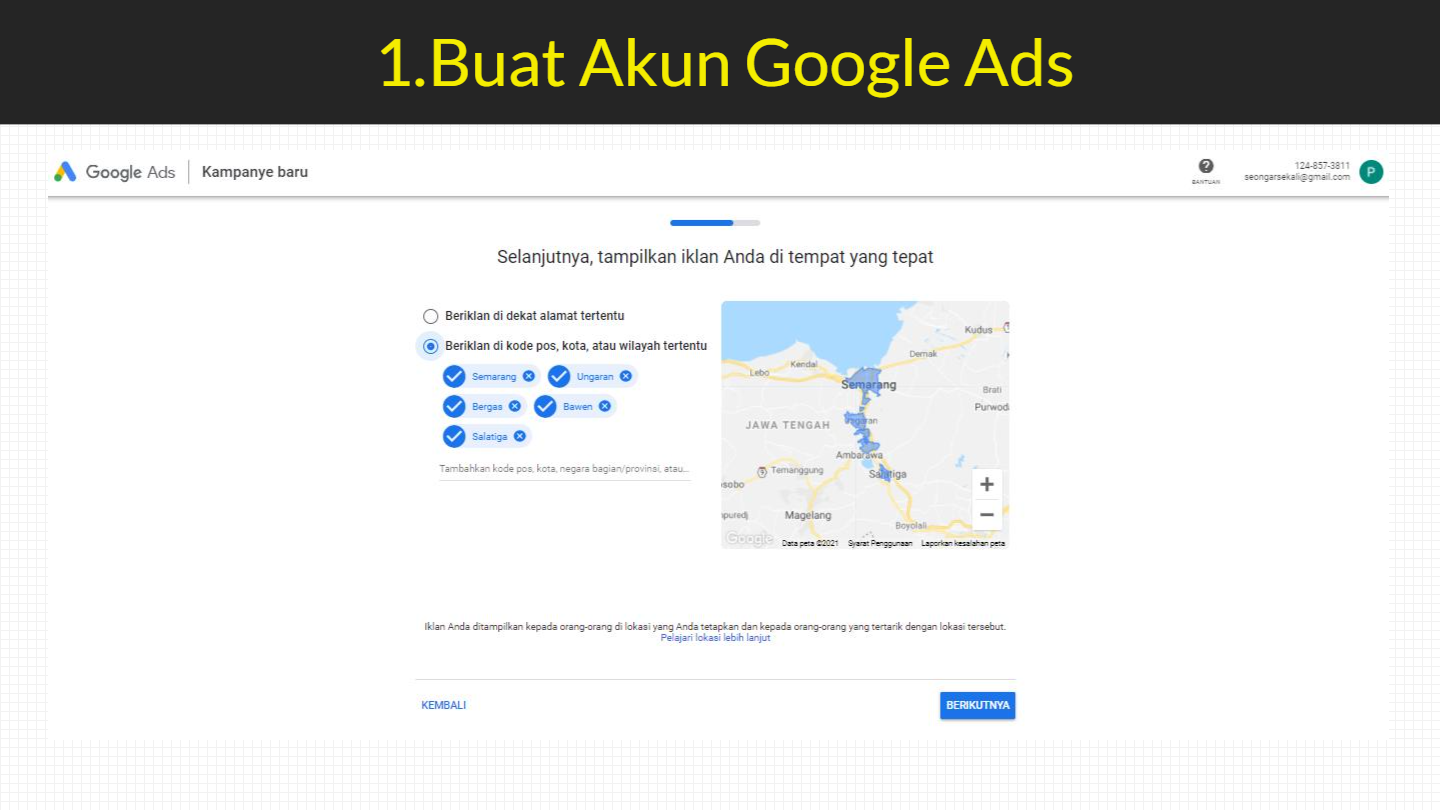 1.Buat Akun Google Ads
Google Ads
Kampanye baru
BANTUAN
124-857-3811
seongarsekali@gmail.com
P
Selanjutnya, tampilkan iklan Anda di tempat yang tepat
Beriklan di dekat alamat tertentu
Beriklan di kode pos, kota, atau wilayah tertentu
Semarang
Ungaran
Bergas
Bawen
Salatiga
Tambahkan kode pos, kota, negara bagian/provinsi, atau...
Kudus
Demak
Kendal
Lebo
Semarang
Brati
Purwod
JAWA TENGAH
Ungaran
Ambarawa
Temanggung
Salatiga
sosobo
Magelang
puredj
Boyolali
Google
Data peta ©2021
Syarat Penggunaan
Laporkan kesalahan peta
Iklan Anda ditampilkan kepada orang-orang di lokasi yang Anda tetapkan dan kepada orang-orang yang tertarik dengan lokasi tersebut.
Pelajari lokasi lebih lanjut
KEMBALI
BERIKUTNYA